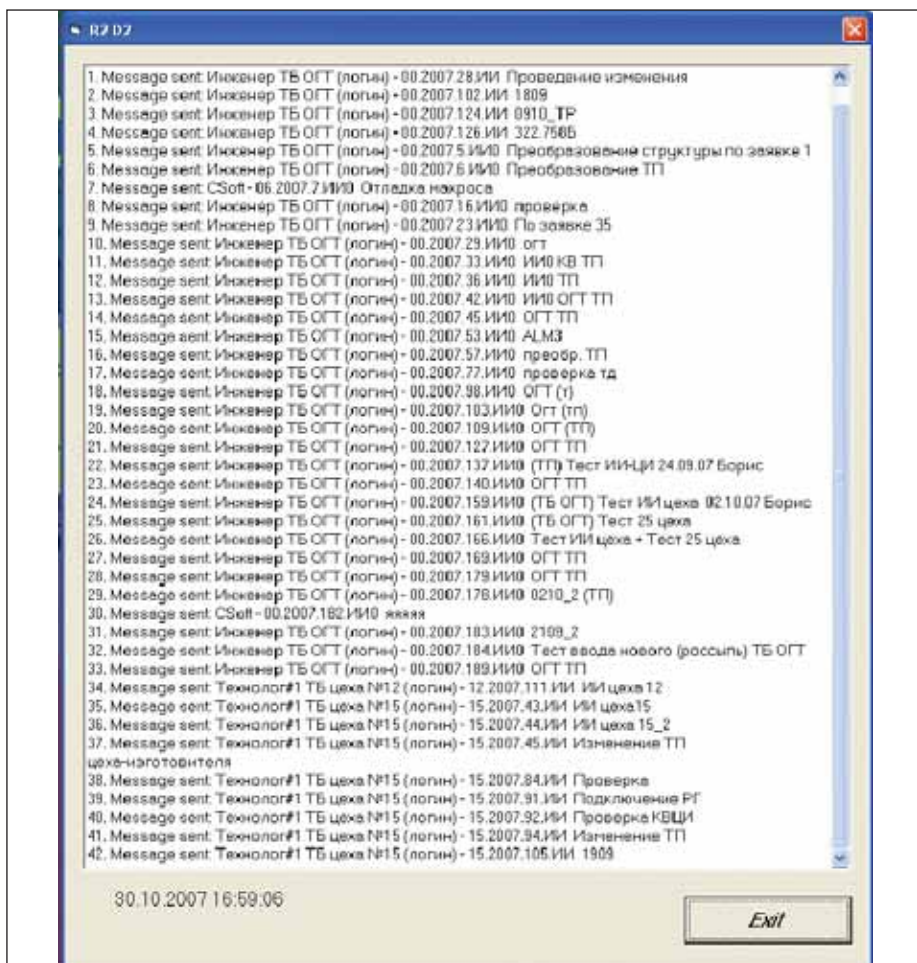 R2 D2
1. Message sent: Инженер ТБ ОГТ (логин) - 00.2007.28.ИИ Проведение изменения
2. Message sent: Инженер ТБ ОГТ (логин) - 00.2007.102.ИИ 1809
3. Message sent: Инженер ТБ ОГТ (логин) - 00.2007.124.ИИ 0910_ТР
4. Message sent: Инженер ТБ ОГТ (логин) - 00.2007.126.ИИ 322.7585
5. Message sent: Инженер ТБ ОГТ (логин) - 00.2007.5.ИИ0 Преобразование структуры по заявке 1
6. Message sent: Инженер ТБ ОГТ (логин) - 00.2007.6.ИИ0 Преобразование ТП
7. Message sent: CSoft - 06.2007.7.ИИ0 Отладка макроса
8. Message sent: Инженер ТБ ОГТ (логин) - 00.2007.16.ИИ0 проверка
9. Message sent: Инженер ТБ ОГТ (логин) - 00.2007.23.ИИ0 По заявке 35
10. Message sent: Инженер ТБ ОГТ (логин) - 00.2007.29.ИИ0 огт
11. Message sent: Инженер ТБ ОГТ (логин) - 00.2007.33.ИИ0 ИИ0 КВ ТП
12. Message sent: Инженер ТБ ОГТ (логин) - 00.2007.36.ИИ0 ИИ0 ТП
13. Message sent: Инженер ТБ ОГТ (логин) - 00.2007.42.ИИ0 ИИ0 ОГТ ТП
14. Message sent: Инженер ТБ ОГТ (логин) - 00.2007.45.ИИ0 ОГТ ТП
15. Message sent: Инженер ТБ ОГТ (логин) - 00.2007.53.ИИ0 ALM3
16. Message sent: Инженер ТБ ОГТ (логин) - 00.2007.57.ИИ0 преобр. ТП
17. Message sent: Инженер ТБ ОГТ (логин) - 00.2007.77.ИИ0 проверка тд
18. Message sent: Инженер ТБ ОГТ (логин) - 00.2007.98.ИИ0 ОГТ (т)
19. Message sent: Инженер ТБ ОГТ (логин) - 00.2007.103.ИИ0 Огт (тп)
20. Message sent: Инженер ТБ ОГТ (логин) - 00.2007.109.ИИ0 ОГТ (ТП)
21. Message sent: Инженер ТБ ОГТ (логин) - 00.2007.127.ИИ0 ОГТ ТП
22. Message sent: Инженер ТБ ОГТ (логин) - 00.2007.137.ИИ0 (ТП) Тест ИИ-ЦИ 24.09.07 Борис
23. Message sent: Инженер ТБ ОГТ (логин) - 00.2007.140.ИИ0 ОГТ ТП
24. Message sent: Инженер ТБ ОГТ (логин) - 00.2007.159.ИИ0 (ТБ ОГТ) Тест ИИ цеха 02.10.07 Борис
25. Message sent: Инженер ТБ ОГТ (логин) - 00.2007.161.ИИ0 (ТБ ОГТ) Тест 25 цеха
26. Message sent: Инженер ТБ ОГТ (логин) - 00.2007.166.ИИ0 Тест ИИ цеха + Тест 25 цеха
27. Message sent: Инженер ТБ ОГТ (логин) - 00.2007.169.ИИ0 ОГТ ТП
28. Message sent: Инженер ТБ ОГТ (логин) - 00.2007.179.ИИ0 ОГТ ТП
29. Message sent: Инженер ТБ ОГТ (логин) - 00.2007.178.ИИ0 0210_2 (ТП)
30. Message sent: CSoft - 00.2007.182.ИИ0 яяяяя
31. Message sent: Инженер ТБ ОГТ (логин) - 00.2007.183.ИИ0 2109_2
32. Message sent: Инженер ТБ ОГТ (логин) - 00.2007.184.ИИ0 Тест ввода нового (россыпь) ТБ ОГТ
33. Message sent: Инженер ТБ ОГТ (логин) - 00.2007.189.ИИ0 ОГТ ТП
34. Message sent: Технолог#1 ТБ цеха №12 (логин) - 12.2007.111.ИИ ИИ цеха 12
35. Message sent: Технолог#1 ТБ цеха №15 (логин) - 15.2007.43.ИИ ИИ цеха15
36. Message sent: Технолог#1 ТБ цеха №15 (логин) - 15.2007.44.ИИ ИИ цеха 15_2
37. Message sent: Технолог#1 ТБ цеха №15 (логин) - 15.2007.45.ИИ Изменение ТП
цеха-изготовителя
38. Message sent: Технолог#1 ТБ цеха №15 (логин) - 15.2007.84.ИИ Проверка
39. Message sent: Технолог#1 ТБ цеха №15 (логин) - 15.2007.91.ИИ Подключение РГ
40. Message sent: Технолог#1 ТБ цеха №15 (логин) - 15.2007.92.ИИ Проверка КВЦИ
41. Message sent: Технолог#1 ТБ цеха №15 (логин) - 15.2007.94.ИИ Изменение ТП
42. Message sent: Технолог#1 ТБ цеха №15 (логин) - 15.2007.105.ИИ 1909
30.10.2007 16:59:06
Exit